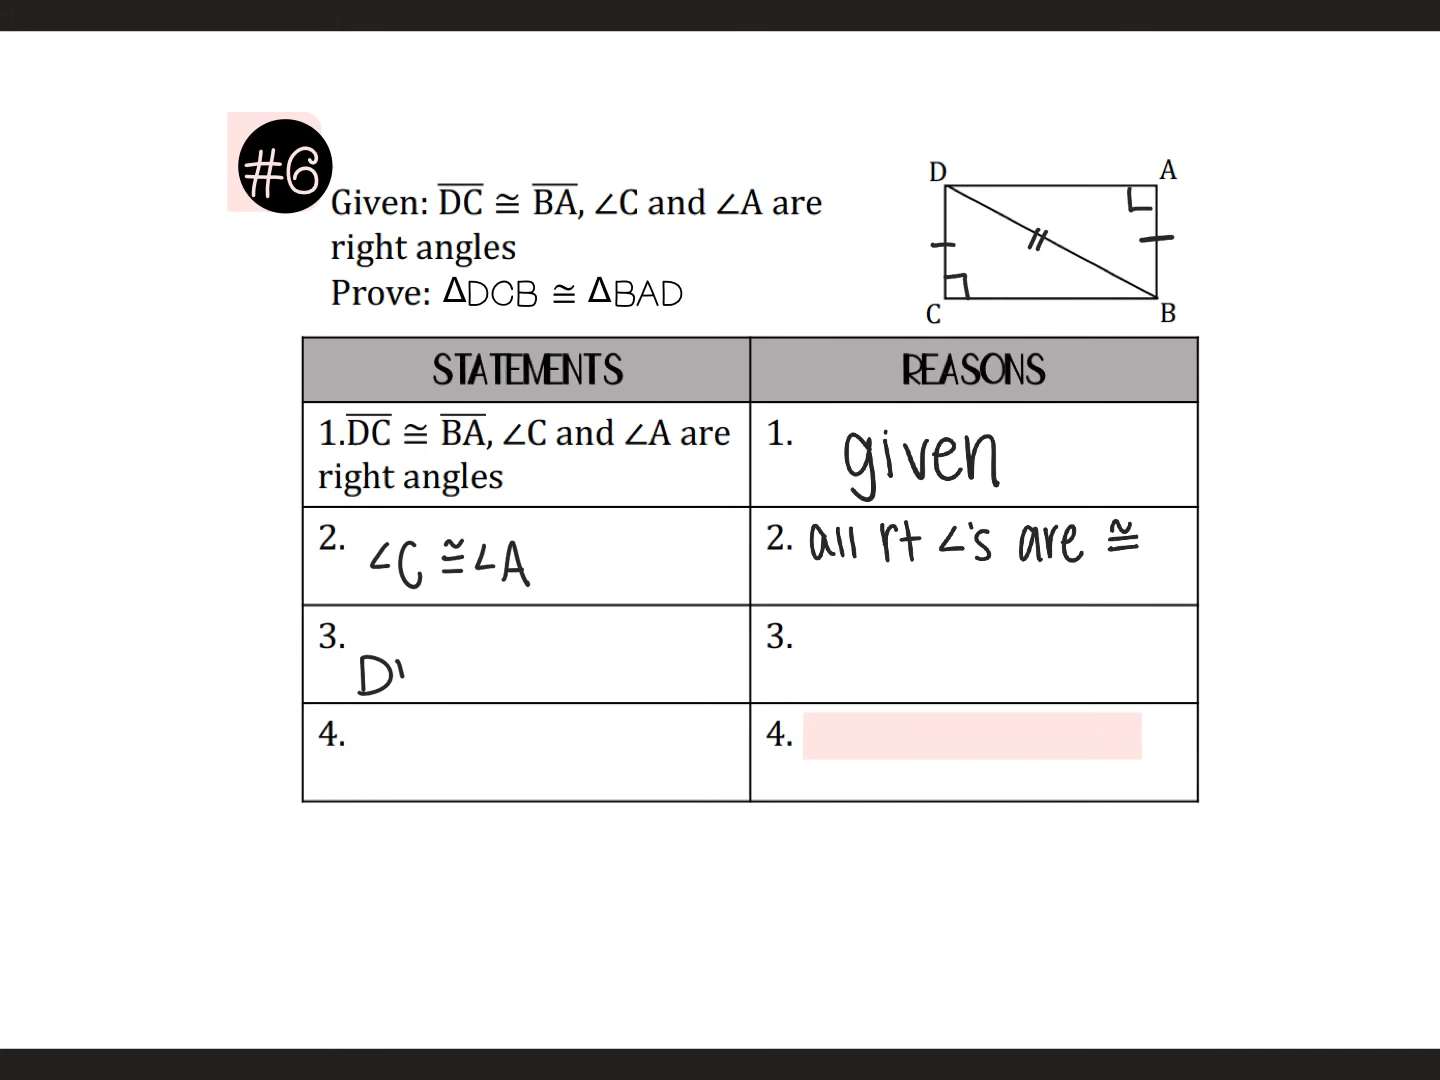 #6
Given: DC ≅ BA, ∠C and ∠A are
right angles
Prove: ΔDCB ≅ ΔBAD
D
A
C
B
STATEMENTS
REASONS
1.DC ≅ BA, ∠C and ∠A are
right angles
1. given
2. ∠C ≅ ∠A
2. all rt ∠'s are ≅
3.
D
3.
4.
4.